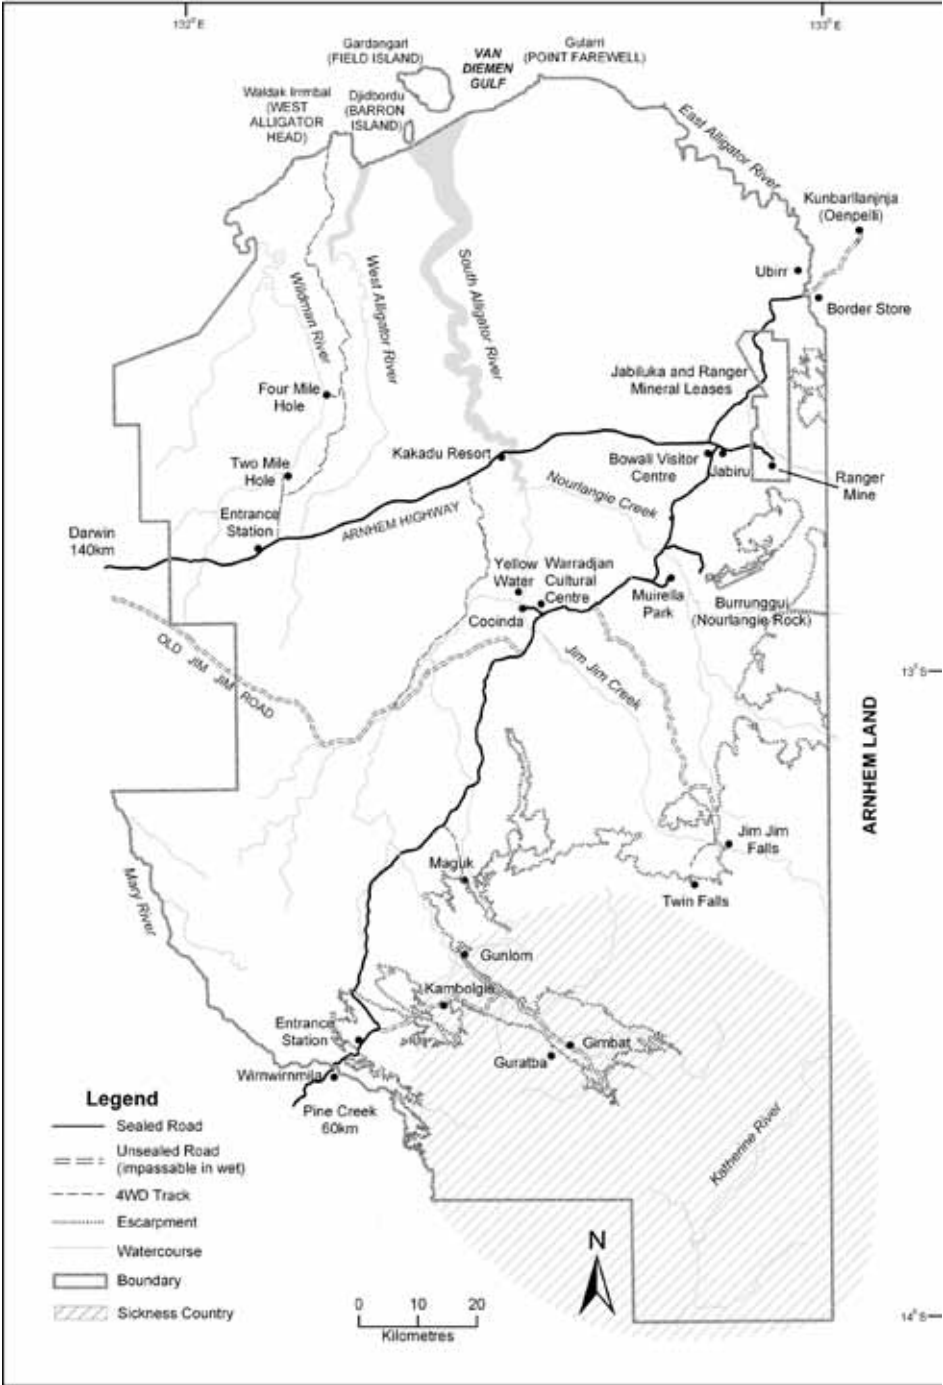 132° E
133° E
Gardangarl
(FIELD ISLAND)
VAN
DIEMEN
GULF
Gularri
(POINT FAREWELL)
Waldak Irrmbal
(WEST
ALLIGATOR
HEAD)
Djidbordu
(BARRON
ISLAND)
East Alligator River
Kunbarllanjnja
(Oenpelli)
Ubirr
Border Store
Wildman River
West Alligator River
South Alligator River
Jabiluka and Ranger
Mineral Leases
Four Mile
Hole
Kakadu Resort
Bowali Visitor
Centre
Jabiru
Ranger
Mine
Two Mile
Hole
Nourlangie Creek
Entrance
Station
ARNHEM HIGHWAY
Darwin
140km
Yellow
Water
Warradjan
Cultural
Centre
Muirella
Park
Burrunggui
(Nourlangie Rock)
Cooinda
OLD JIM JIM ROAD
Jim Jim Creek
13° S
ARNHEM LAND
Jim Jim
Falls
Maguk
Twin Falls
Mary River
Gunlom
Kambolgie
Entrance
Station
Gimbat
Guratba
Wirnwirnmila
Pine Creek
60km
Katherine River
Legend
Sealed Road
Unsealed Road
(impassable in wet)
4WD Track
Escarpment
Watercourse
Boundary
Sickness Country
N
0 10 20
Kilometres
14° S